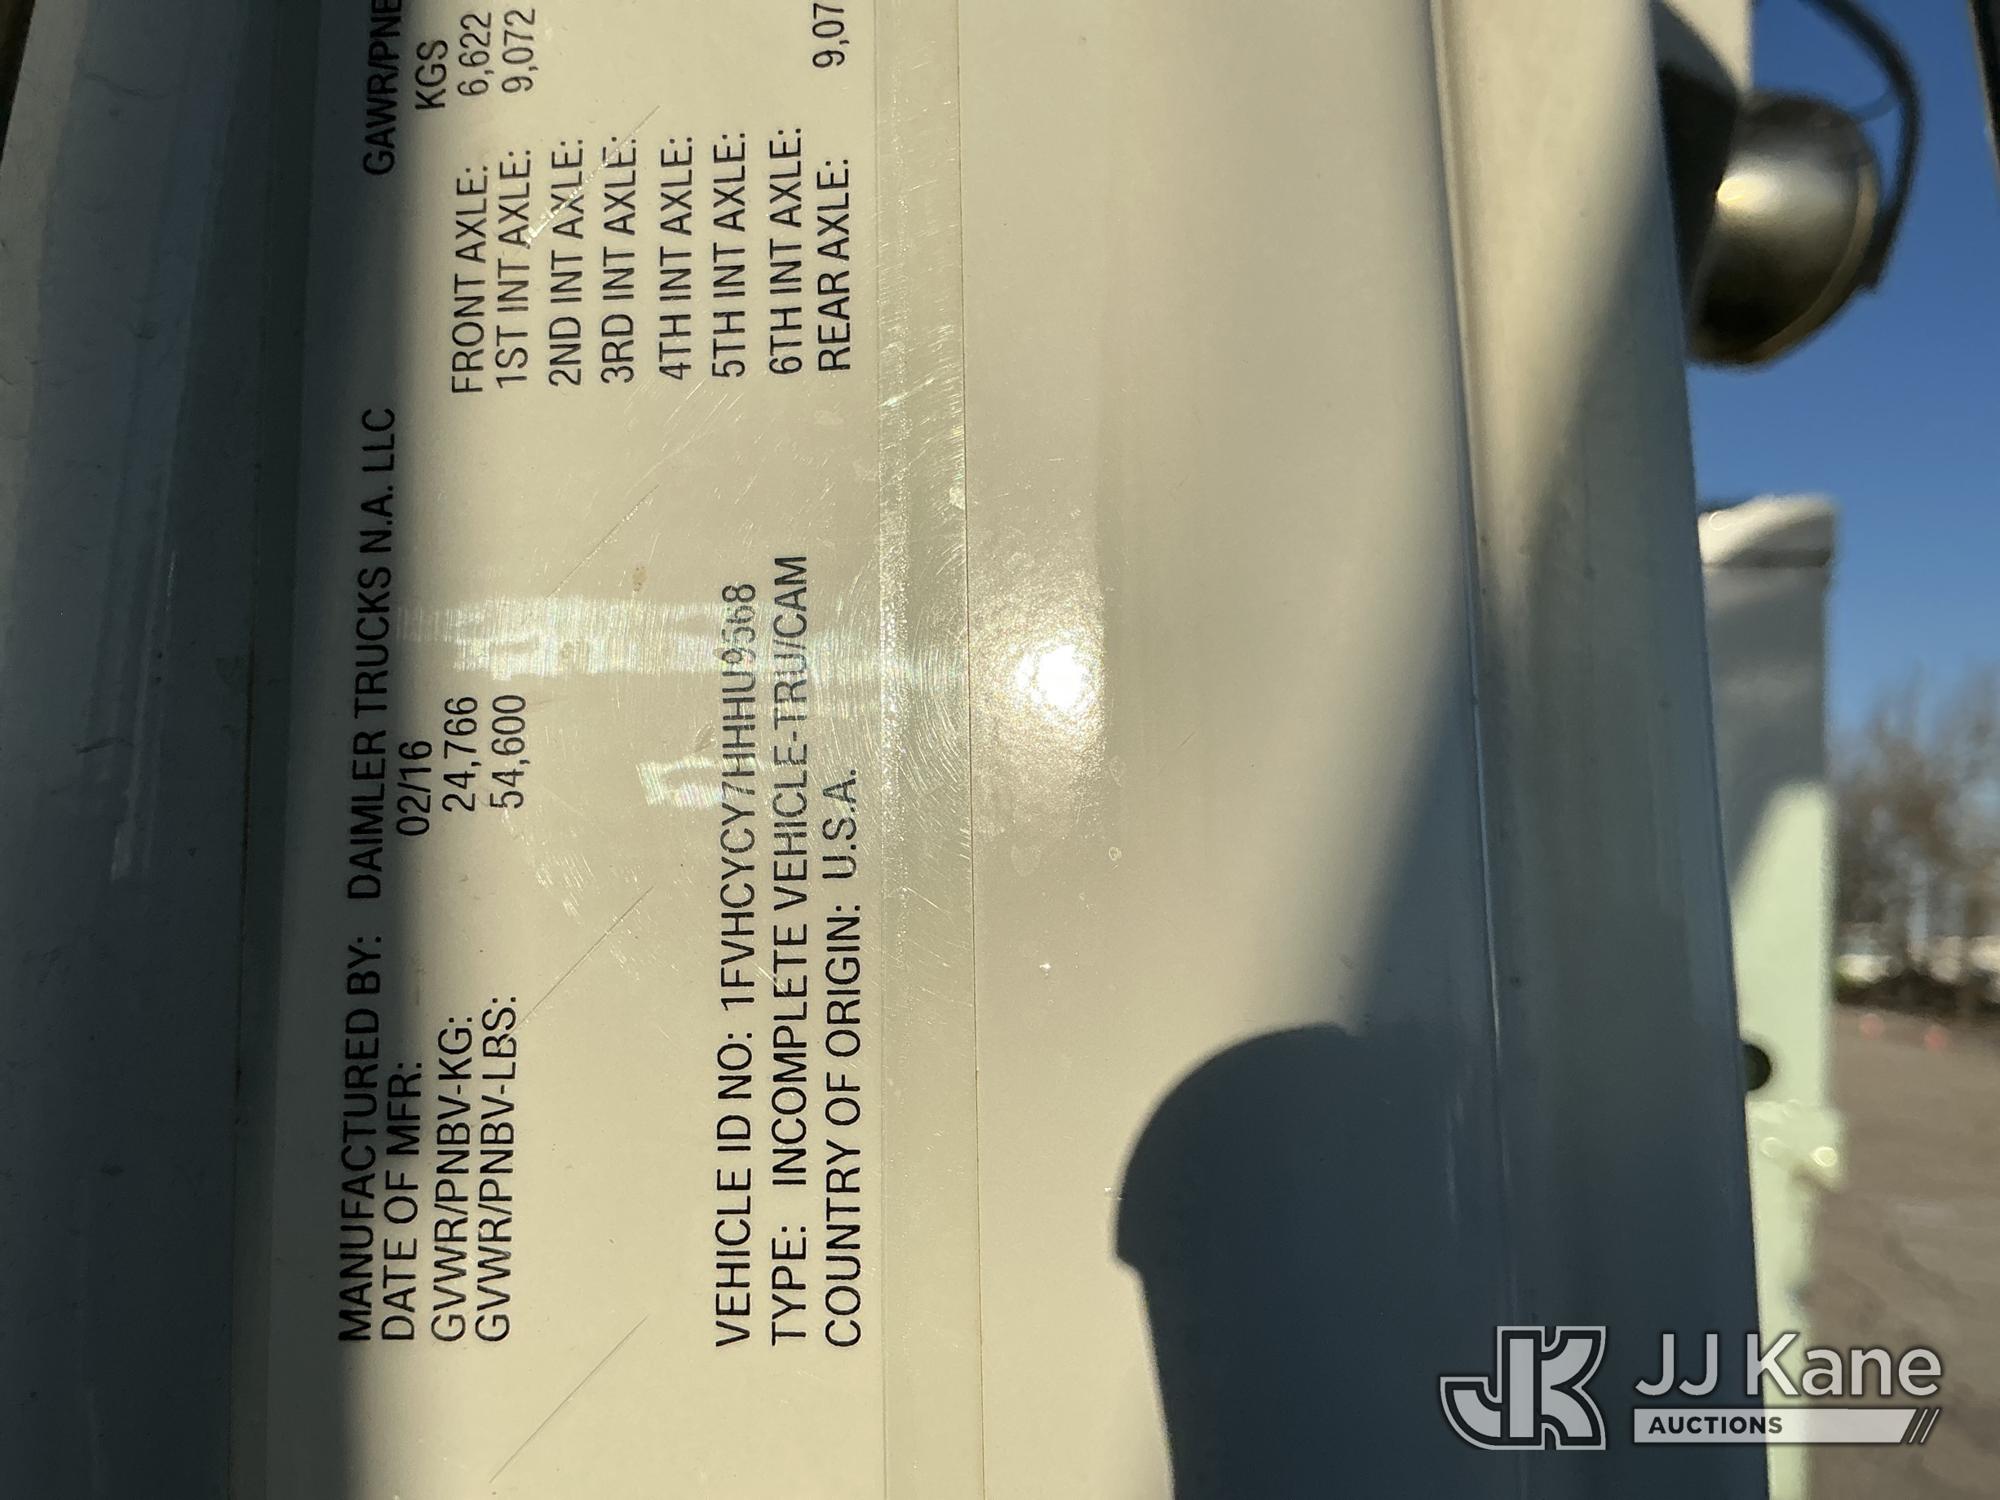 MANUFACTURED BY: DAIMLER TRUCKS N.A. LLC
DATE OF MFR: 02/16
GVWR/PNBV-KG: 24,766
GVWR/PNBV-LBS: 54,600
VEHICLE ID NO: 1FVHCYCY7HHHU9568
TYPE: INCOMPLETE VEHICLE-TRU/CAM
COUNTRY OF ORIGIN: U.S.A.
KGS
FRONT AXLE: 6,622
1ST INT AXLE: 9,072
2ND INT AXLE:
3RD INT AXLE:
4TH INT AXLE:
5TH INT AXLE:
6TH INT AXLE:
REAR AXLE:
JK JJ Kane
AUCTIONS